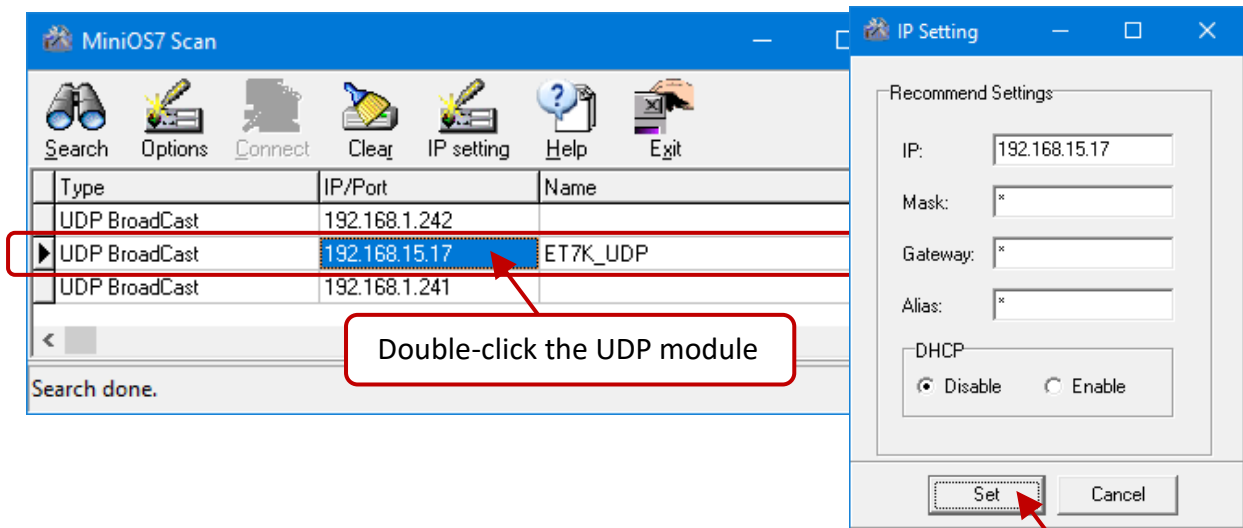 MiniOS7 Scan
Search Options Connect Clear IP setting Help Exit
Type IP/Port Name
UDP BroadCast 192.168.1.242
UDP BroadCast 192.168.15.17 ET7K_UDP
UDP BroadCast 192.168.1.241
Double-click the UDP module
Search done.
IP Setting
Recommend Settings
IP: 192.168.15.17
Mask: *
Gateway: *
Alias: *
DHCP
Disable Enable
Set Cancel